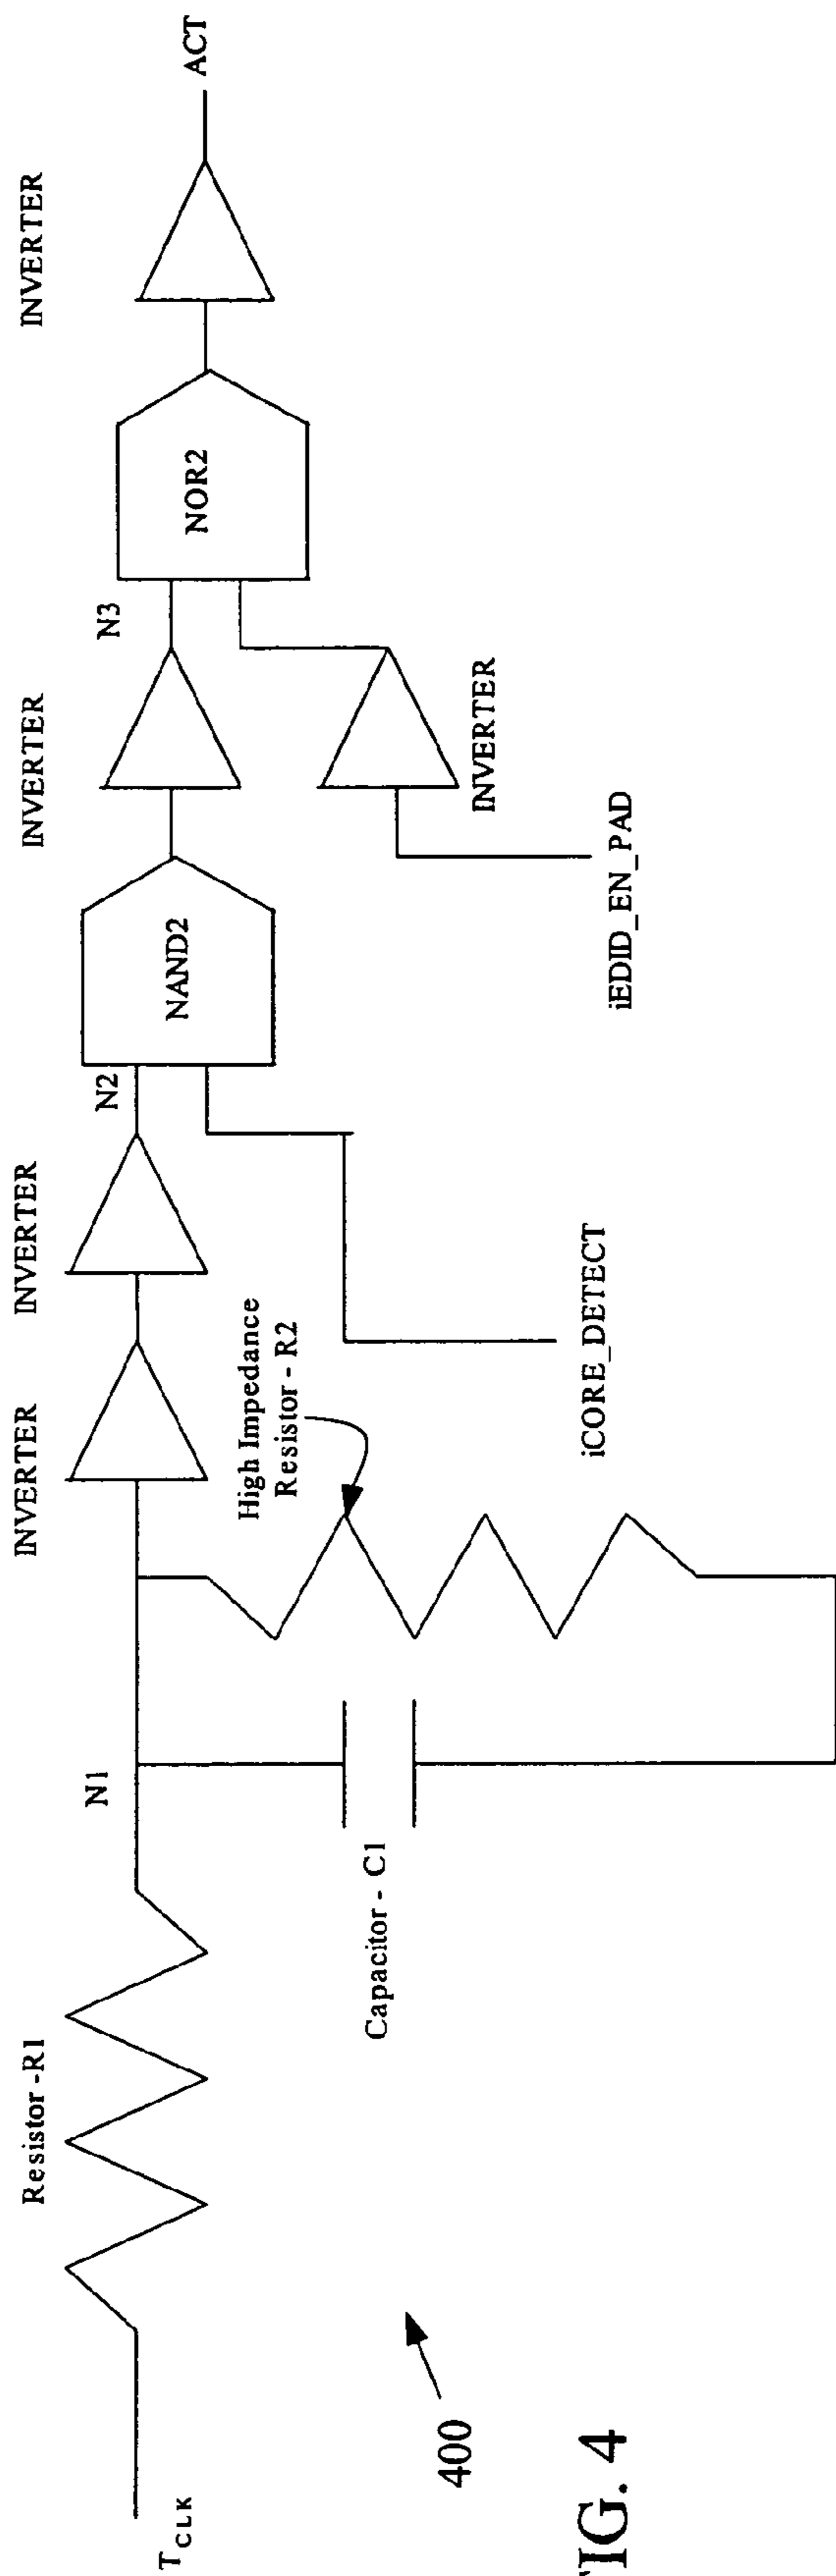 T CLK
Resistor -R1
N1
Capacitor - C1
High Impedance
Resistor - R2
INVERTER
INVERTER
N2
NAND2
iCORE_DETECT
INVERTER
N3
INVERTER
iEDID_EN_PAD
NOR2
INVERTER
ACT
400
FIG. 4